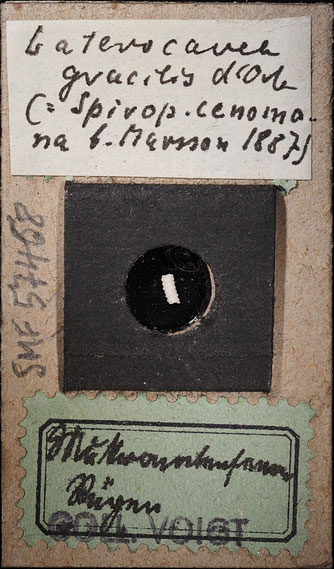 Laterocavea
gracilis d'Orb
(= Spirop. cenoma-
na b. Marsson 1887)
SMF 57468
Rügen
COLL. VOIGT